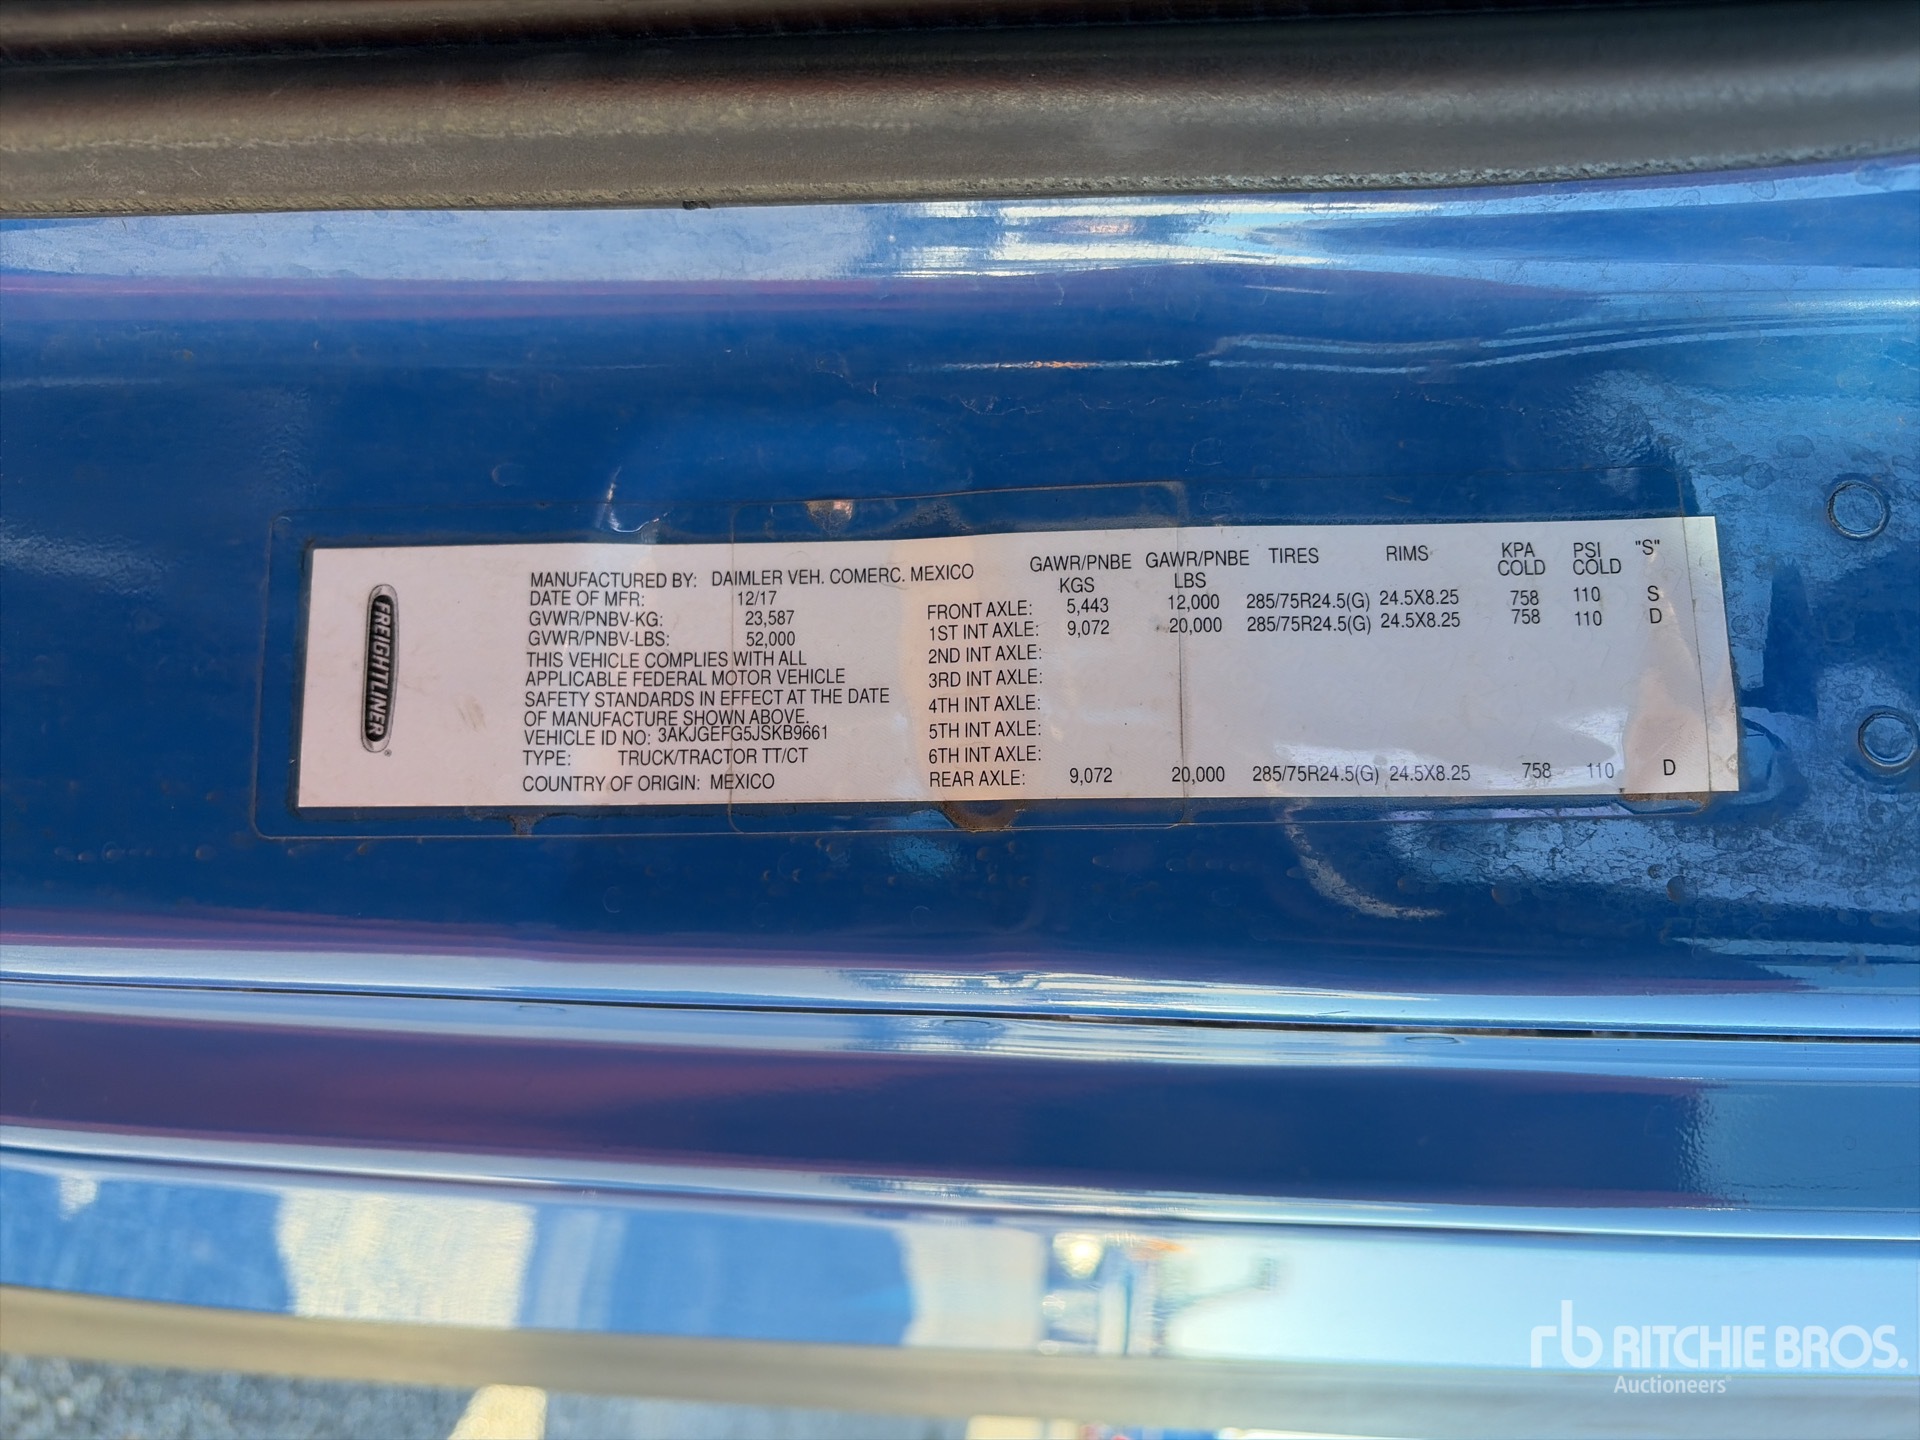 FREIGHTLINER®
MANUFACTURED BY: DAIMLER VEH. COMERC. MEXICO
DATE OF MFR: 12/17
GVWR/PNBV-KG: 23,587
GVWR/PNBV-LBS: 52,000
THIS VEHICLE COMPLIES WITH ALL
APPLICABLE FEDERAL MOTOR VEHICLE
SAFETY STANDARDS IN EFFECT AT THE DATE
OF MANUFACTURE SHOWN ABOVE.
VEHICLE ID NO: 3AKJGEFG5JSKB9661
TYPE: TRUCK/TRACTOR TT/CT
COUNTRY OF ORIGIN: MEXICO
GAWR/PNBE GAWR/PNBE TIRES RIMS KPA PSI "S"
KGS LBS COLD COLD
FRONT AXLE: 5,443 12,000 285/75R24.5(G) 24.5X8.25 758 110 S
1ST INT AXLE: 9,072 20,000 285/75R24.5(G) 24.5X8.25 758 110 D
2ND INT AXLE:
3RD INT AXLE:
4TH INT AXLE:
5TH INT AXLE:
6TH INT AXLE:
REAR AXLE: 9,072 20,000 285/75R24.5(G) 24.5X8.25 758 110 D
rb RITCHIE BROS.
Auctioneers